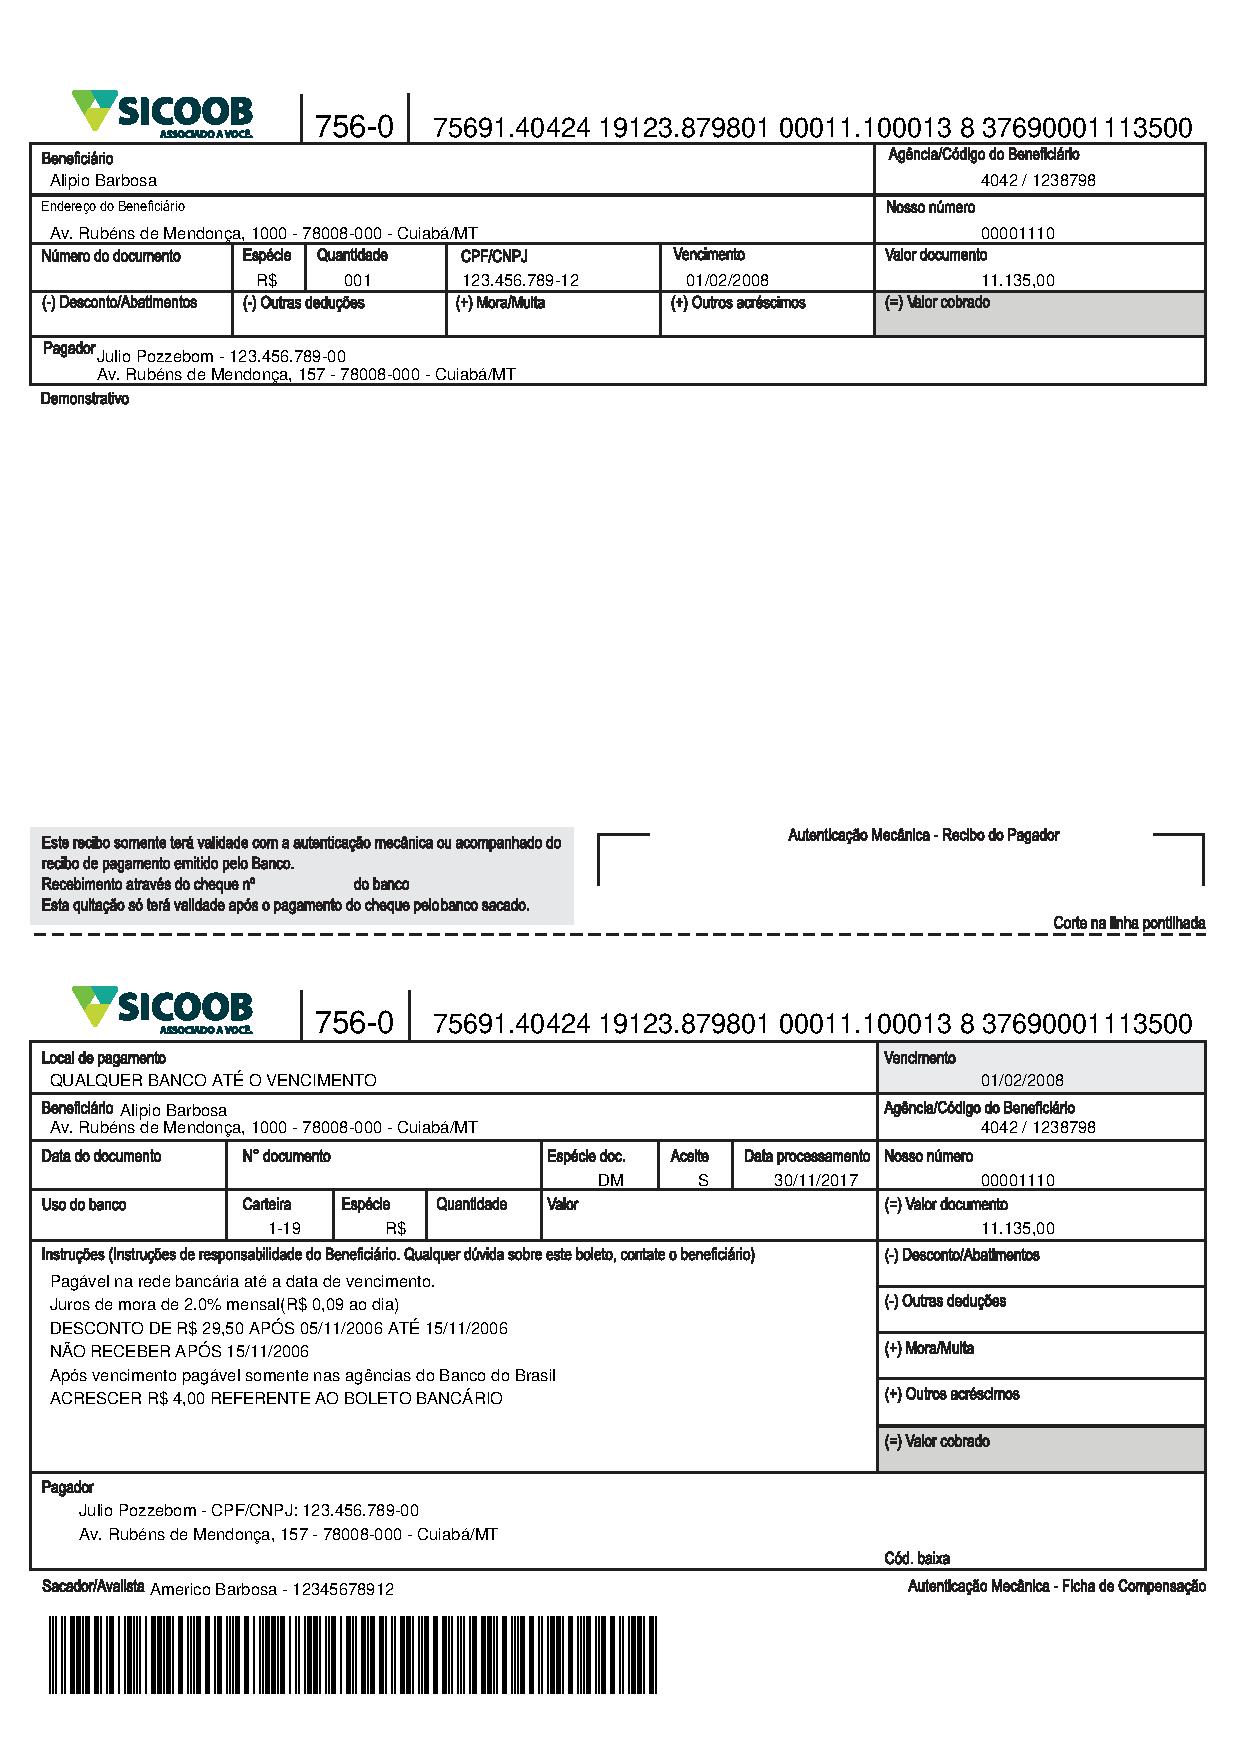 SICOOB
ASSOCIADO A VOCÊ.
756-0
75691.40424 19123.879801 00011.100013 8 37690001113500
Beneficiário
Agência/Código do Beneficiário
Alipio Barbosa
4042 / 1238798
Endereço do Beneficiário
Nosso número
Av. Rubéns de Mendonça, 1000 - 78008-000 - Cuiabá/MT
00001110
Número do documento
Espécie
Quantidade
CPF/CNPJ
Vencimento
Valor documento
R$
001
123.456.789-12
01/02/2008
11.135,00
(-) Desconto/Abatimentos
(-) Outras deduções
(+) Mora/Multa
(+) Outros acréscimos
(=) Valor cobrado
Pagador
Julio Pozzebom - 123.456.789-00
Av. Rubéns de Mendonça, 157 - 78008-000 - Cuiabá/MT
Demonstrativo
Este recibo somente terá validade com a autenticação mecânica ou acompanhado do
recibo de pagamento emitido pelo Banco.
Recebimento através do cheque nº do banco
Esta quitação só terá validade após o pagamento do cheque pelobanco sacado.
Autenticação Mecânica - Recibo do Pagador
Corte na linha pontilhada
SICOOB
ASSOCIADO A VOCÊ.
756-0
75691.40424 19123.879801 00011.100013 8 37690001113500
Local de pagamento
Vencimento
QUALQUER BANCO ATÉ O VENCIMENTO
01/02/2008
Beneficiário Alipio Barbosa
Agência/Código do Beneficiário
Av. Rubéns de Mendonça, 1000 - 78008-000 - Cuiabá/MT
4042 / 1238798
Data do documento
N° documento
Espécie doc.
Aceite
Data processamento
Nosso número
DM
S
30/11/2017
00001110
Uso do banco
Carteira
Espécie
Quantidade
Valor
(=) Valor documento
1-19
R$
11.135,00
Instruções (Instruções de responsabilidade do Beneficiário. Qualquer dúvida sobre este boleto, contate o beneficiário)
(-) Desconto/Abatimentos
Pagável na rede bancária até a data de vencimento.
Juros de mora de 2.0% mensal(R$ 0,09 ao dia)
(-) Outras deduções
DESCONTO DE R$ 29,50 APÓS 05/11/2006 ATÉ 15/11/2006
NÃO RECEBER APÓS 15/11/2006
(+) Mora/Multa
Após vencimento pagável somente nas agências do Banco do Brasil
ACRESCER R$ 4,00 REFERENTE AO BOLETO BANCÁRIO
(+) Outros acréscimos
(=) Valor cobrado
Pagador
Julio Pozzebom - CPF/CNPJ: 123.456.789-00
Av. Rubéns de Mendonça, 157 - 78008-000 - Cuiabá/MT
Cód. baixa
Sacador/Avalista Americo Barbosa - 12345678912
Autenticação Mecânica - Ficha de Compensação